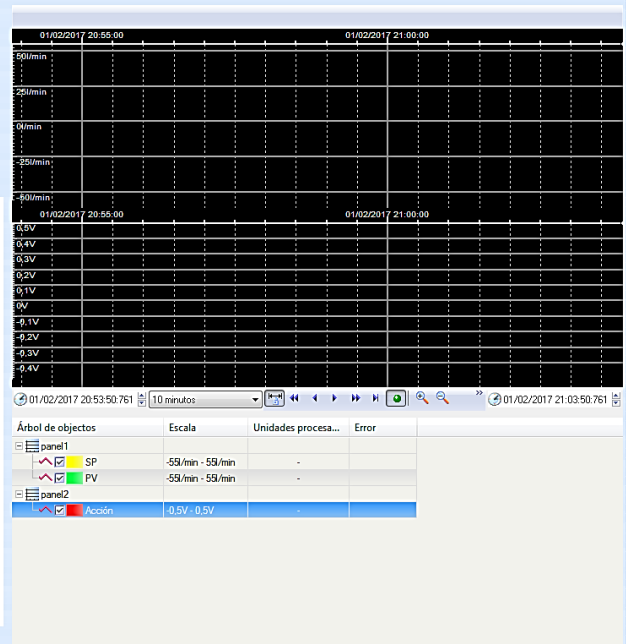 01/02/2017 20:55:00 01/02/2017 21:00:00
50l/min
25l/min
0l/min
-25l/min
-50l/min
01/02/2017 20:55:00 01/02/2017 21:00:00
0,5V
0,4V
0,3V
0,2V
0,1V
0V
-0,1V
-0,2V
-0,3V
-0,4V
01/02/2017 20:53:50:761 10 minutos » 01/02/2017 21:03:50:761
Árbol de objectos Escala Unidades procesa... Error
panel1
SP -55l/min - 55l/min -
PV -55l/min - 55l/min -
panel2
Acción -0,5V - 0,5V -